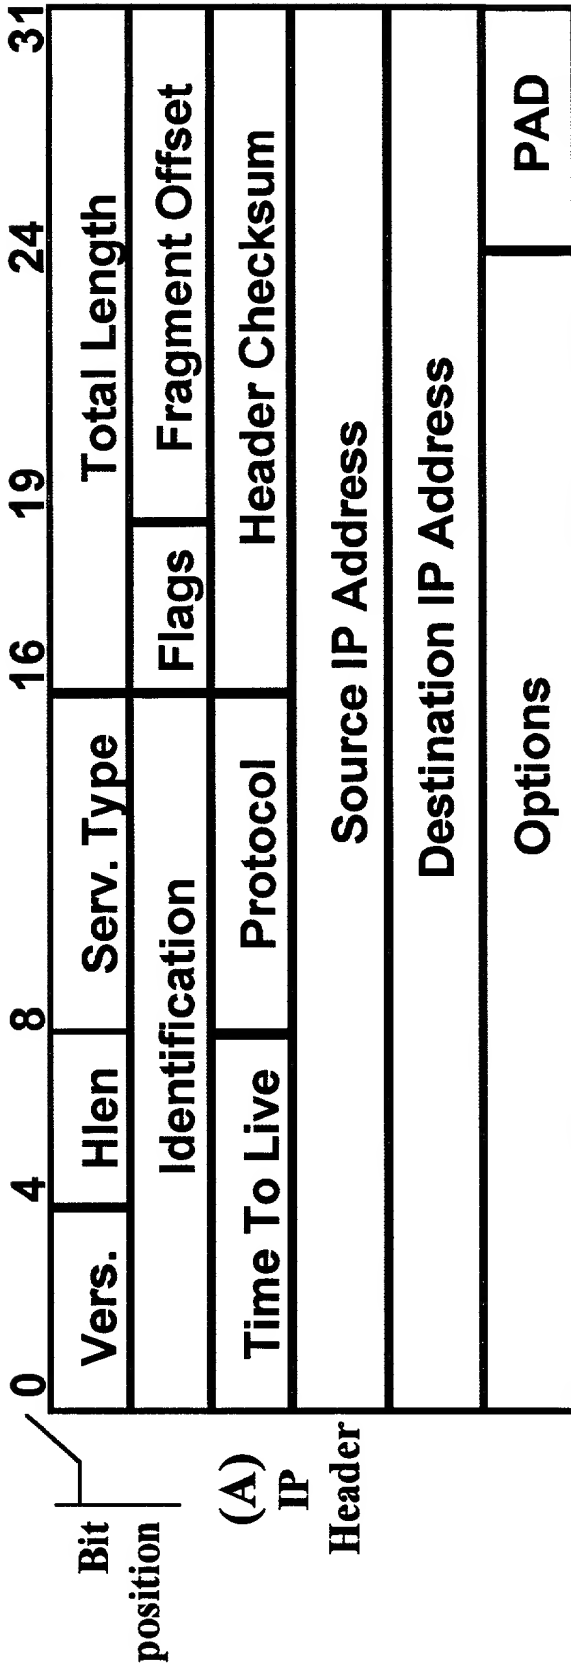 Bit
position
0 4 8 16 19 24 31
(A)
IP
Header
Vers. Hlen Serv. Type Total Length
Identification Flags Fragment Offset
Time To Live Protocol Header Checksum
Source IP Address
Destination IP Address
Options PAD